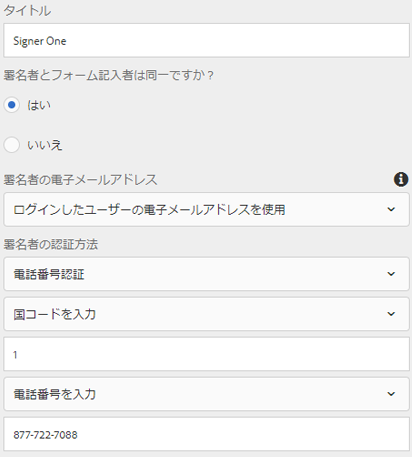 タイトル
Signer One
署名者とフォーム記入者は同一ですか？
はい
いいえ
署名者の電子メールアドレス
ログインしたユーザーの電子メールアドレスを使用
署名者の認証方法
電話番号認証
国コードを入力
1
電話番号を入力
877-722-7088